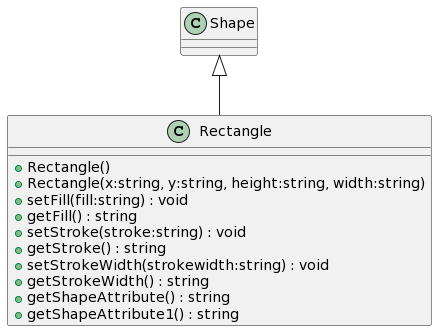 C Shape
C Rectangle
Rectangle()
Rectangle(x:string, y:string, height:string, width:string)
setFill(fill:string) : void
getFill() : string
setStroke(stroke:string) : void
getStroke() : string
setStrokeWidth(strokewidth:string) : void
getStrokeWidth() : string
getShapeAttribute() : string
getShapeAttribute1() : string